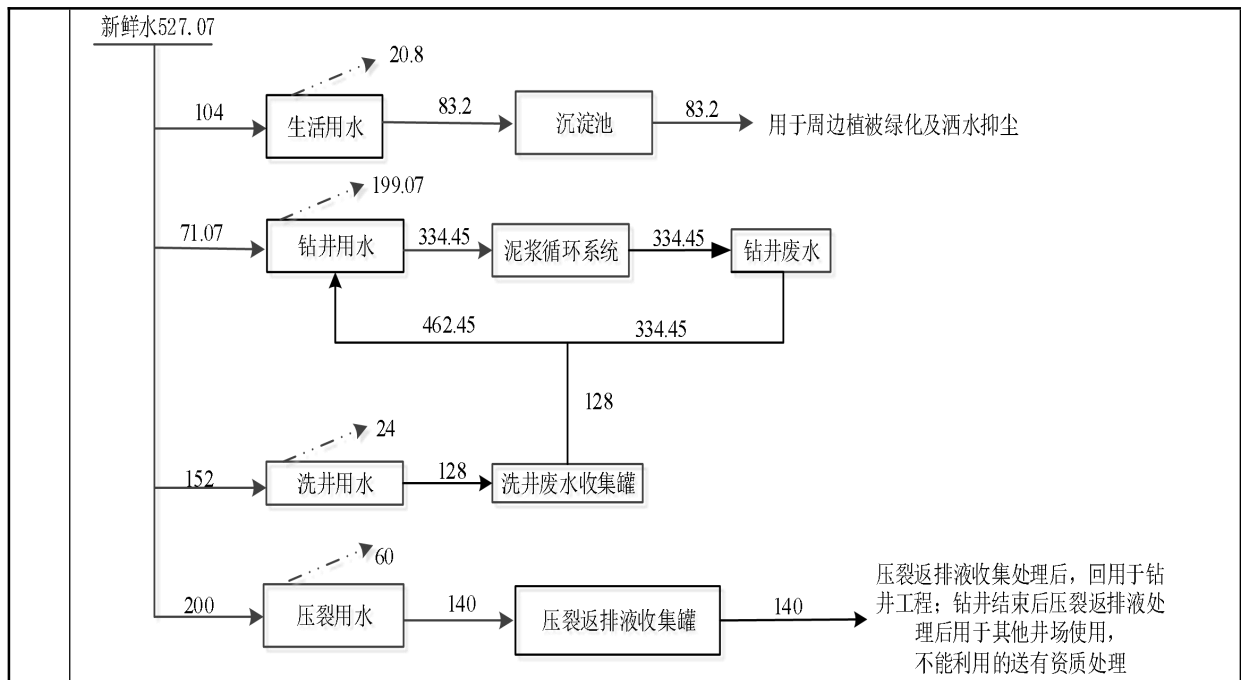 新鲜水527.07
20.8
104
生活用水
83.2
沉淀池
83.2
用于周边植被绿化及洒水抑尘
199.07
71.07
钻井用水
334.45
泥浆循环系统
334.45
钻井废水
462.45
334.45
128
24
152
洗井用水
128
洗井废水收集罐
60
200
压裂用水
140
压裂返排液收集罐
140
压裂返排液收集处理后，回用于钻
井工程；钻井结束后压裂返排液处
理后用于其他井场使用，
不能利用的送有资质处理